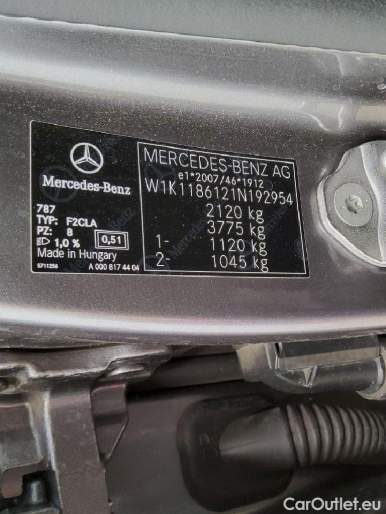 Mercedes-Benz
787
TYP: F2CLA
PZ: 8
1,0 % 0,51
Made in Hungary
5711256
A 000 817 44 04
MERCEDES-BENZ AG
e1*2007/46*1912
W1K1186121N192954
2120 kg
3775 kg
1- 1120 kg
2- 1045 kg
CarOutlet.eu